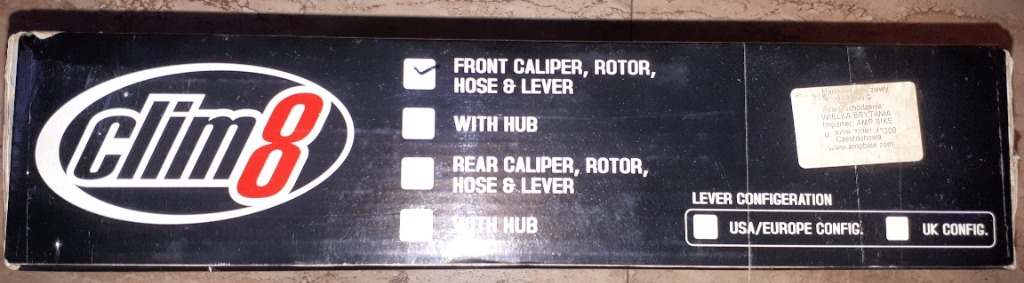 clim8
FRONT CALIPER, ROTOR,
HOSE & LEVER
WITH HUB
REAR CALIPER, ROTOR,
HOSE & LEVER
WITH HUB
WIELKA BRYTANIA
Importer: AMP BIKE
Częstochowa
www.ampbike.com
LEVER CONFIGERATION
USA/EUROPE CONFIG.
UK CONFIG.